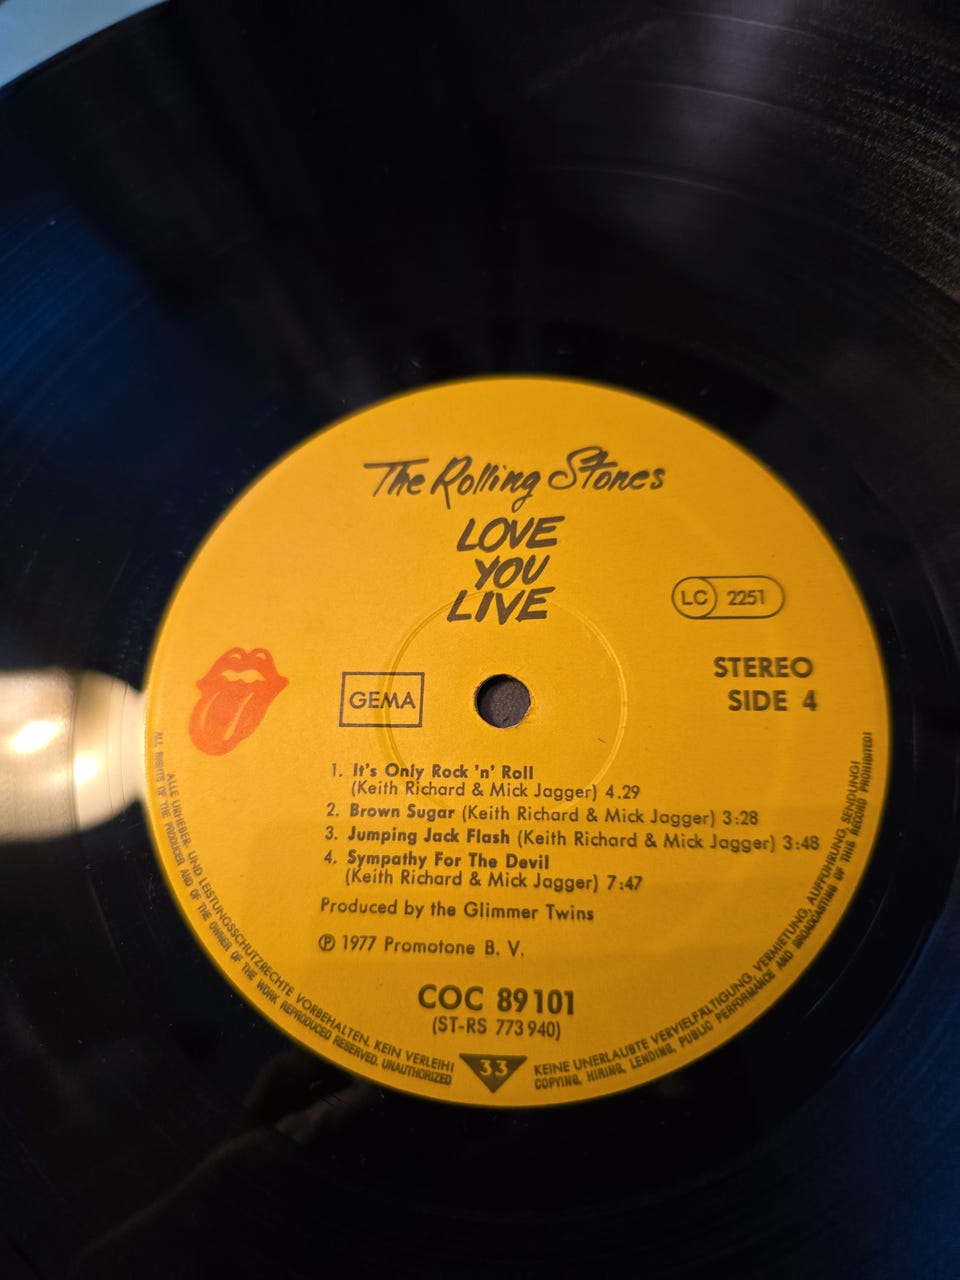 The Rolling Stones
LOVE
YOU
LIVE
LC 2251
STEREO
SIDE 4
GEMA
1. It's Only Rock 'n' Roll
(Keith Richard & Mick Jagger) 4.29
2. Brown Sugar (Keith Richard & Mick Jagger) 3:28
3. Jumping Jack Flash (Keith Richard & Mick Jagger) 3:48
4. Sympathy For The Devil
(Keith Richard & Mick Jagger) 7:47
Produced by the Glimmer Twins
℗ 1977 Promotone B. V.
COC 89 101
(ST-RS 773 940)
33
ALLE URHEBER- UND LEISTUNGSSCHUTZRECHTE VORBEHALTEN. KEIN VERLEIH! KEINE UNERLAUBTE VERVIELFÄLTIGUNG, VERMIETUNG, AUFFÜHRUNG, SENDUNG!
ALL RIGHTS OF THE PRODUCER AND OF THE OWNER OF THE WORK REPRODUCED RESERVED. UNAUTHORIZED COPYING, HIRING, LENDING, PUBLIC PERFORMANCE AND BROADCASTING OF THIS RECORD PROHIBITED!